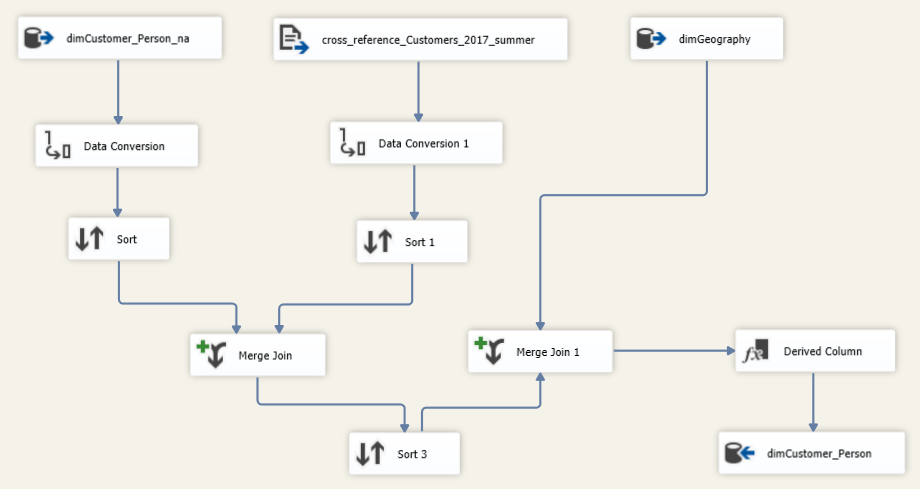 dimCustomer_Person_na
cross_reference_Customers_2017_summer
dimGeography
Data Conversion
Data Conversion 1
Sort
Sort 1
Merge Join
Merge Join 1
Derived Column
Sort 3
dimCustomer_Person